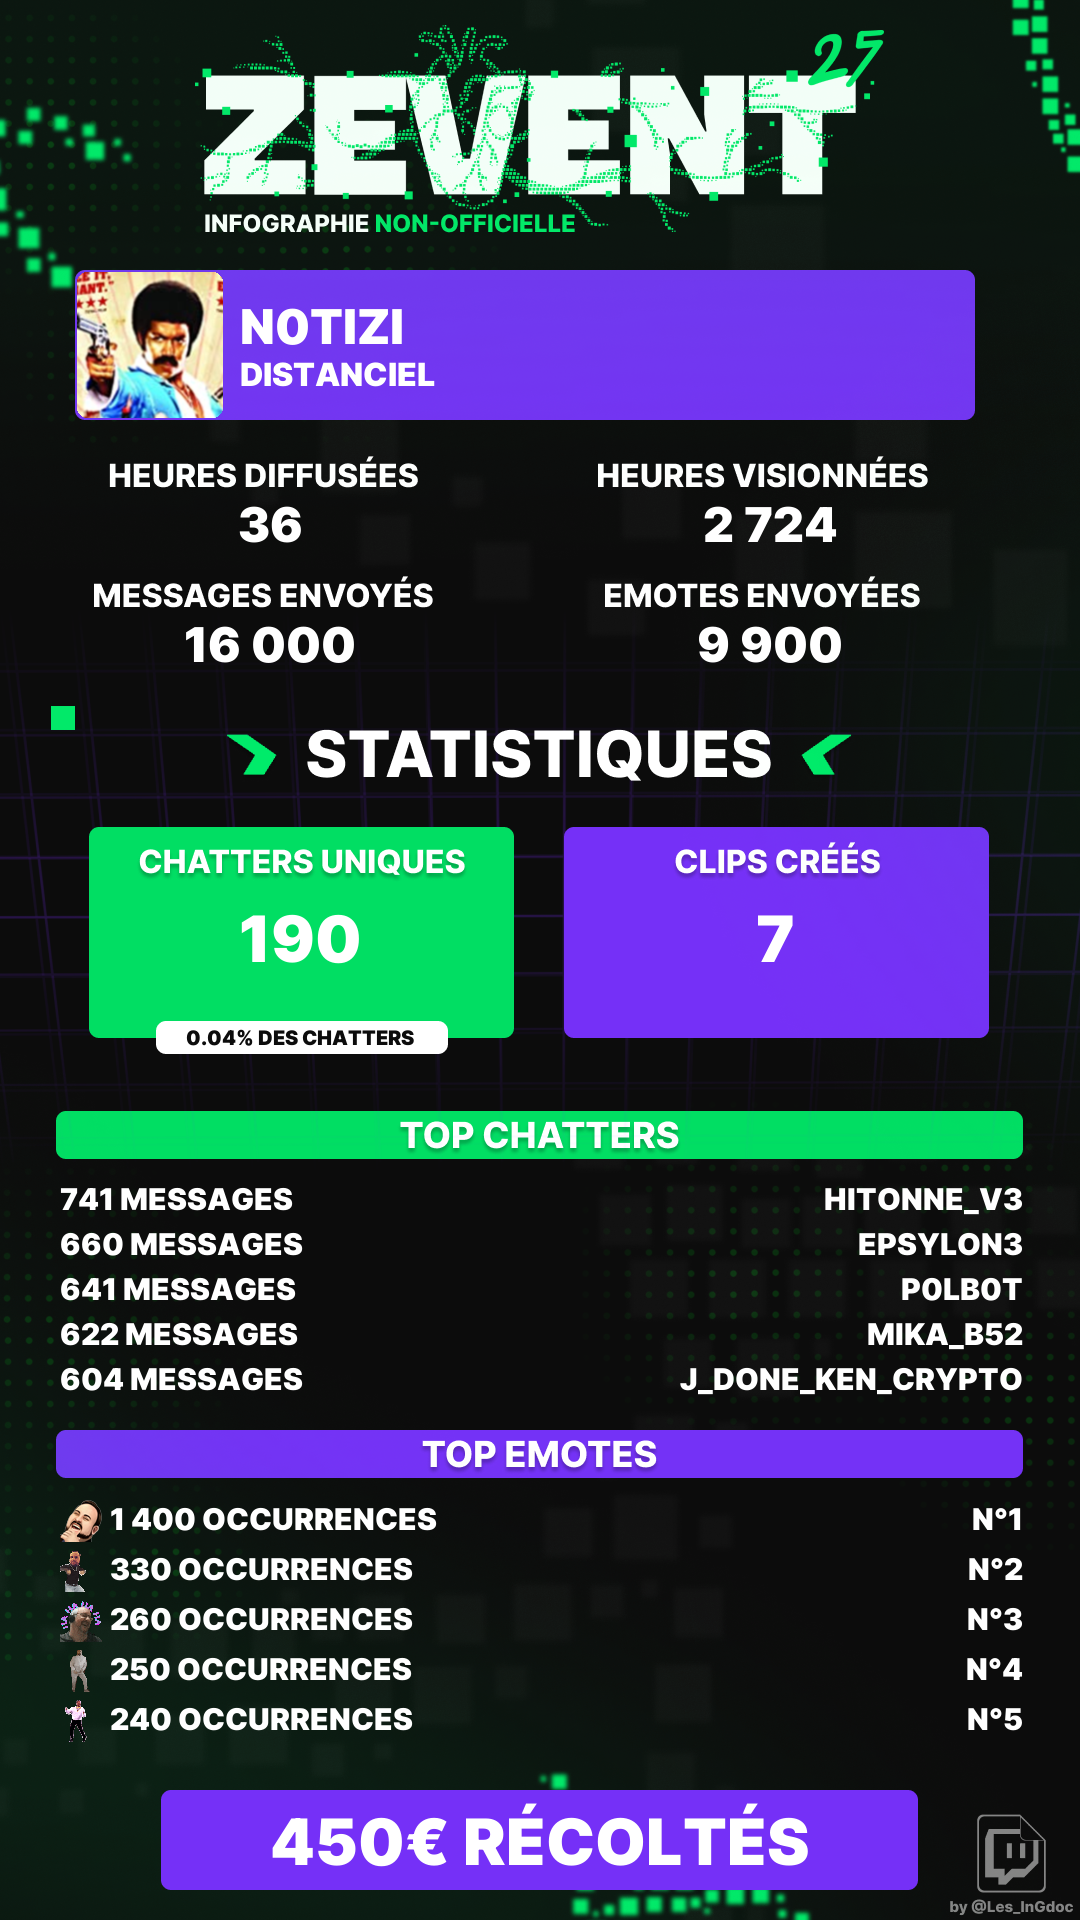 ZEVENT 25
INFOGRAPHIE NON-OFFICIELLE
N0TIZI
DISTANCIEL
HEURES DIFFUSÉES
36
HEURES VISIONNÉES
2 724
MESSAGES ENVOYÉS
16 000
EMOTES ENVOYÉES
9 900
STATISTIQUES
CHATTERS UNIQUES
190
0.04% DES CHATTERS
CLIPS CRÉÉS
7
TOP CHATTERS
741 MESSAGES HITONNE_V3
660 MESSAGES EPSYLON3
641 MESSAGES P0LB0T
622 MESSAGES MIKA_B52
604 MESSAGES J_DONE_KEN_CRYPTO
TOP EMOTES
1 400 OCCURRENCES N°1
330 OCCURRENCES N°2
260 OCCURRENCES N°3
250 OCCURRENCES N°4
240 OCCURRENCES N°5
450€ RÉCOLTÉS
by @Les_InGdoc